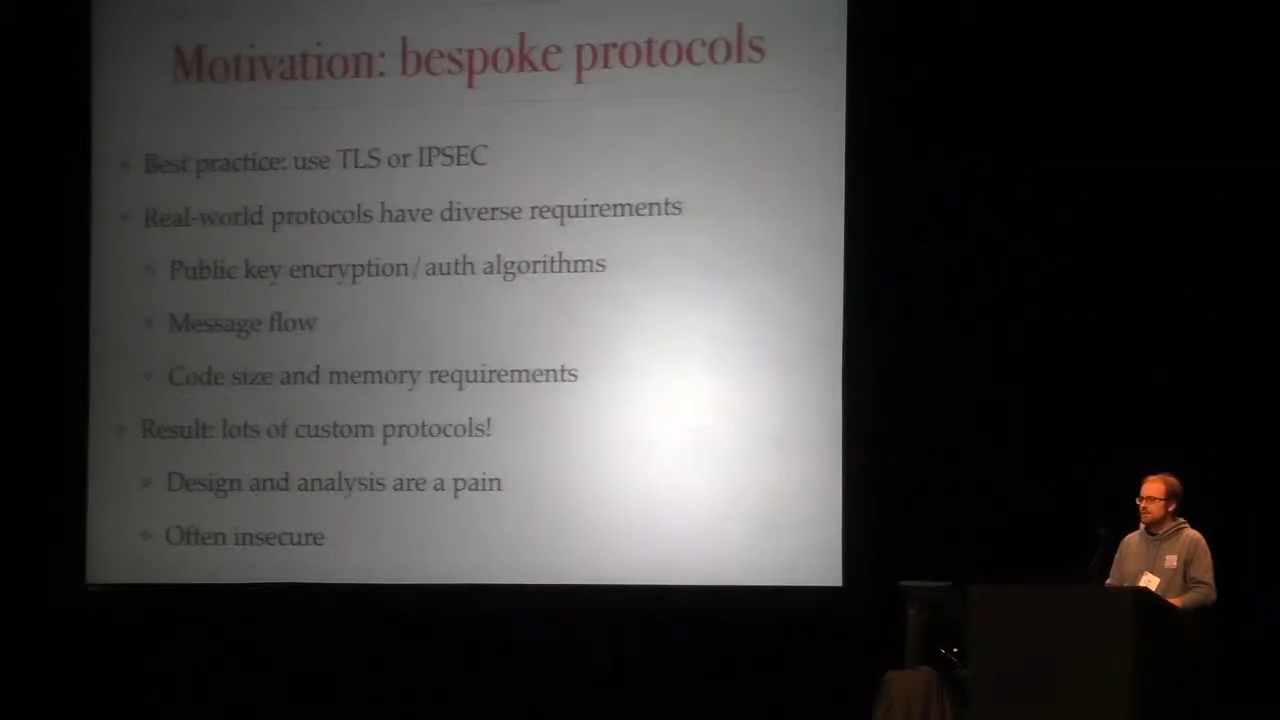 Motivation: bespoke protocols
Best practice: use TLS or IPSEC
Real-world protocols have diverse requirements
Public key encryption/auth algorithms
Message flow
Code size and memory requirements
Result: lots of custom protocols!
Design and analysis are a pain
Often insecure